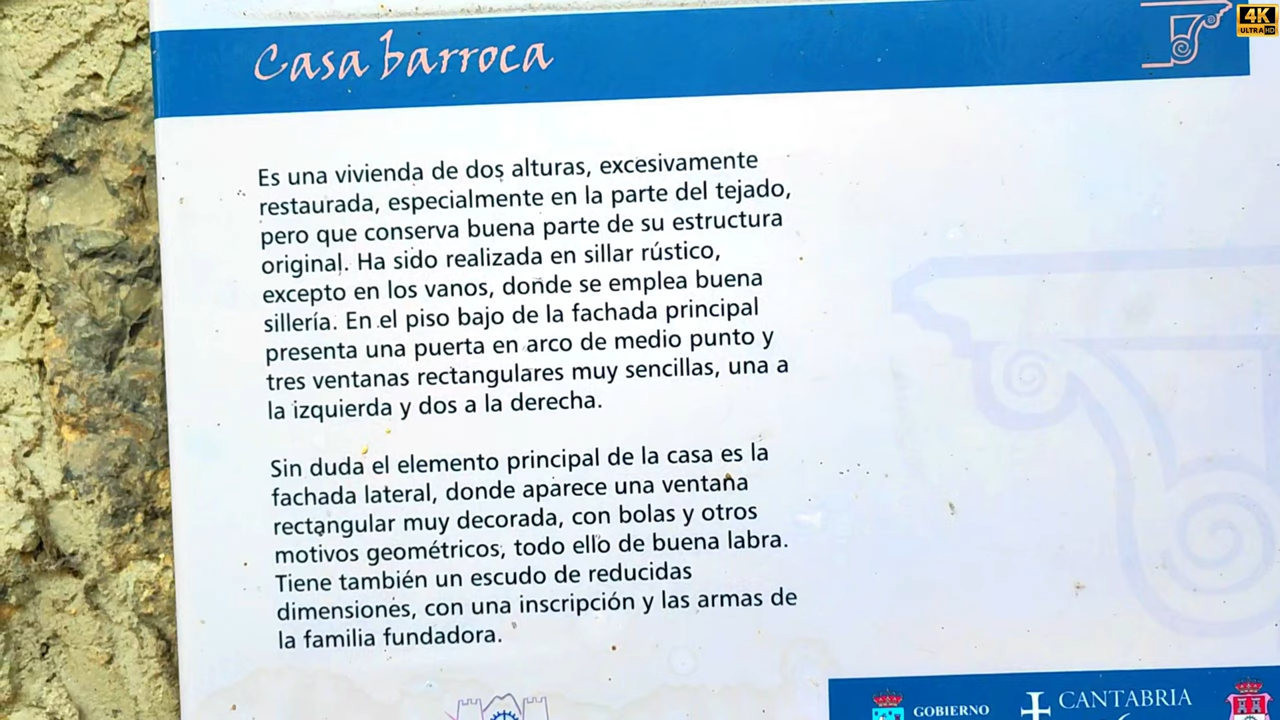 Casa barroca
4K
ULTRA HD
Es una vivienda de dos alturas, excesivamente
restaurada, especialmente en la parte del tejado,
pero que conserva buena parte de su estructura
original. Ha sido realizada en sillar rústico,
excepto en los vanos, donde se emplea buena
sillería. En el piso bajo de la fachada principal
presenta una puerta en arco de medio punto y
tres ventanas rectangulares muy sencillas, una a
la izquierda y dos a la derecha.
Sin duda el elemento principal de la casa es la
fachada lateral, donde aparece una ventana
rectangular muy decorada, con bolas y otros
motivos geométricos, todo ello de buena labra.
Tiene también un escudo de reducidas
dimensiones, con una inscripción y las armas de
la familia fundadora.
GOBIERNO
CANTABRIA